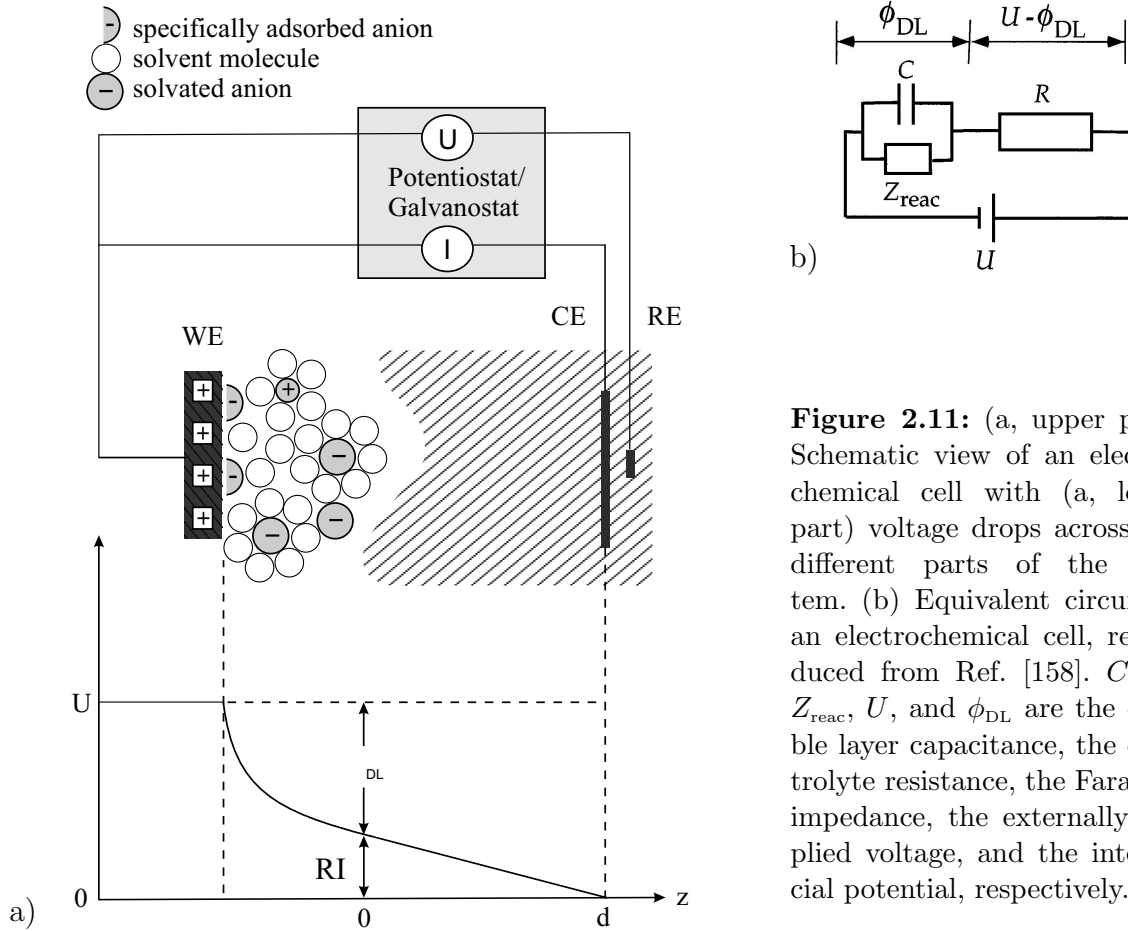 specifically adsorbed anion
solvent molecule
solvated anion
U
Potentiostat/
Galvanostat
I
WE
CE
RE
U
DL
RI
0
0
d
z
a)
ϕDL
U-ϕDL
C
R
Zreac
U
b)
Figure 2.11: (a, upper p
Schematic view of an elec
chemical cell with (a, l
part) voltage drops across
different parts of the
tem. (b) Equivalent circu
an electrochemical cell, re
duced from Ref. [158]. C
Zreac, U, and ϕDL are the
ble layer capacitance, the
trolyte resistance, the Fara
impedance, the externally
plied voltage, and the inte
cial potential, respectively.